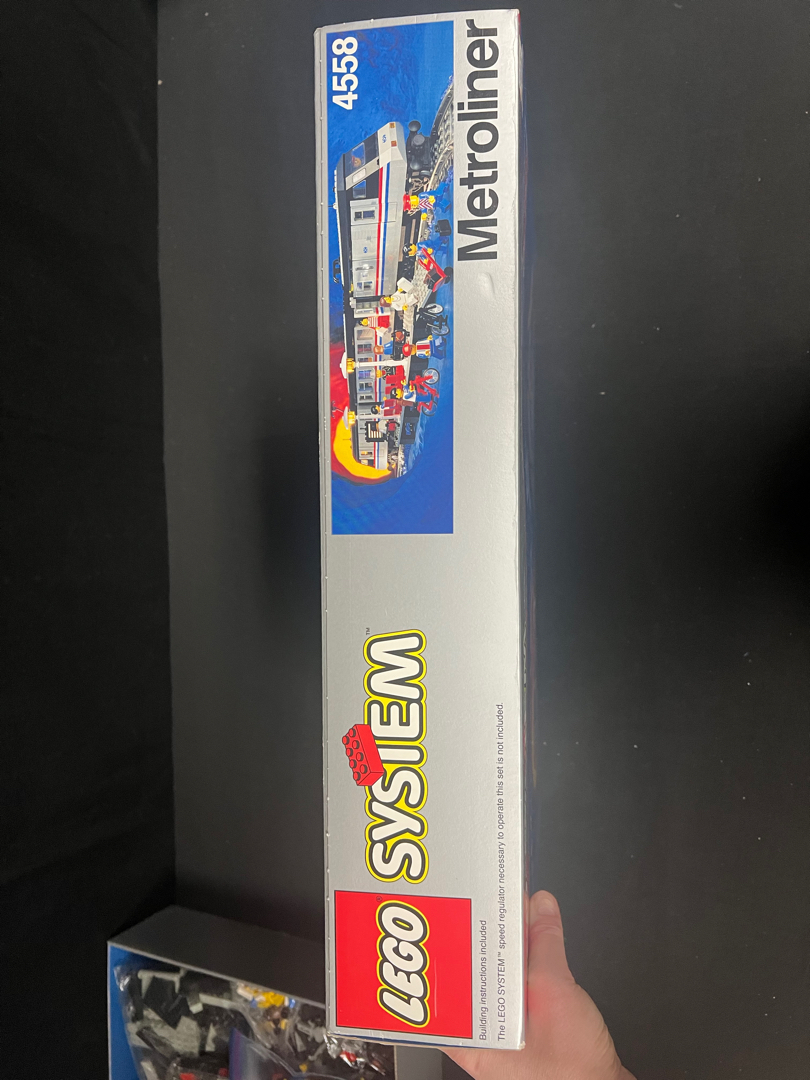 4558
Metroliner
LEGO® SYSTEM™
Building instructions included
The LEGO SYSTEM™ speed regulator necessary to operate this set is not included.